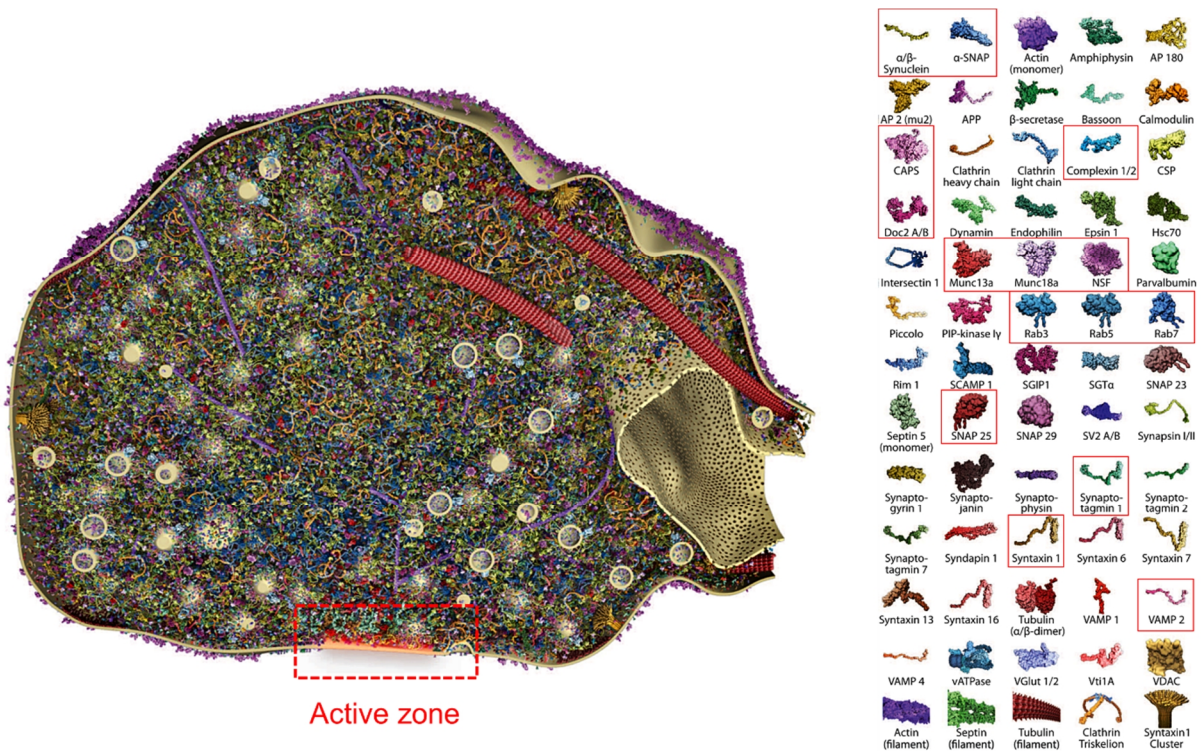 α/β-
Synuclein
α-SNAP
Actin
(monomer)
Amphiphysin
AP 180
AP 2 (mu2)
APP
β-secretase
Bassoon
Calmodulin
CAPS
Clathrin
heavy chain
Clathrin
light chain
Complexin 1/2
CSP
Doc2 A/B
Dynamin
Endophilin
Epsin 1
Hsc70
Intersectin 1
Munc13a
Munc18a
NSF
Parvalbumin
Piccolo
PIP-kinase Iγ
Rab3
Rab5
Rab7
Rim 1
SCAMP 1
SGIP1
SGTα
SNAP 23
Septin 5
(monomer)
SNAP 25
SNAP 29
SV2 A/B
Synapsin I/II
Synapto-
gyrin 1
Synapto-
janin
Synapto-
physin
Synapto-
tagmin 1
Synapto-
tagmin 2
Synapto-
tagmin 7
Syndapin 1
Syntaxin 1
Syntaxin 6
Syntaxin 7
Syntaxin 13
Syntaxin 16
Tubulin
(α/β-dimer)
VAMP 1
VAMP 2
VAMP 4
vATPase
VGlut 1/2
Vti1A
VDAC
Actin
(filament)
Septin
(filament)
Tubulin
(filament)
Clathrin
Triskelion
Syntaxin1
Cluster
Active zone